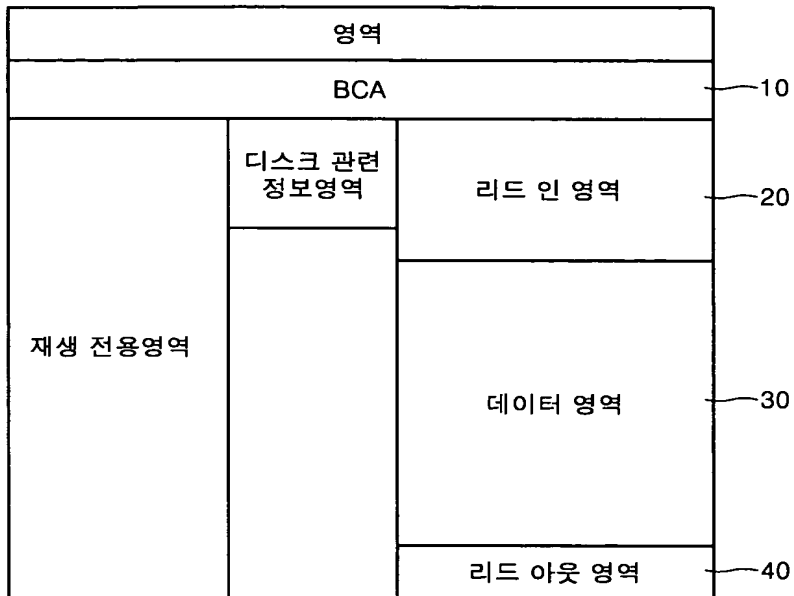 영역
BCA
10
디스크 관련
정보영역
리드 인 영역
20
재생 전용영역
데이터 영역
30
리드 아웃 영역
40